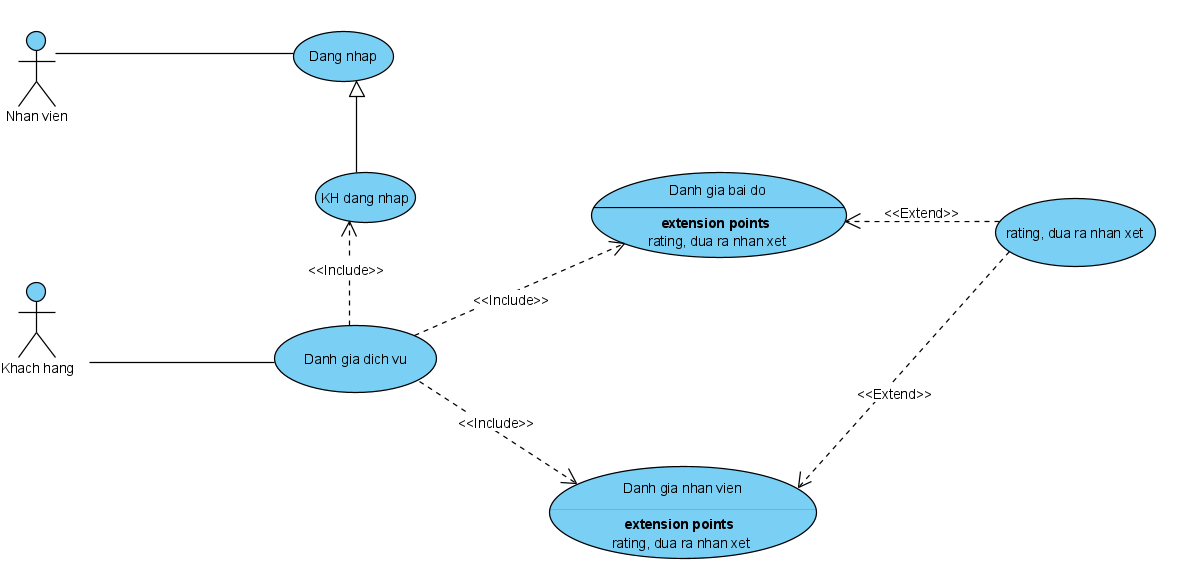 Dang nhap
Nhan vien
KH dang nhap
Danh gia bai do
extension points
rating, dua ra nhan xet
<<Extend>>
rating, dua ra nhan xet
<<Include>>
<<Include>>
Khach hang
Danh gia dich vu
<<Extend>>
<<Include>>
Danh gia nhan vien
extension points
rating, dua ra nhan xet